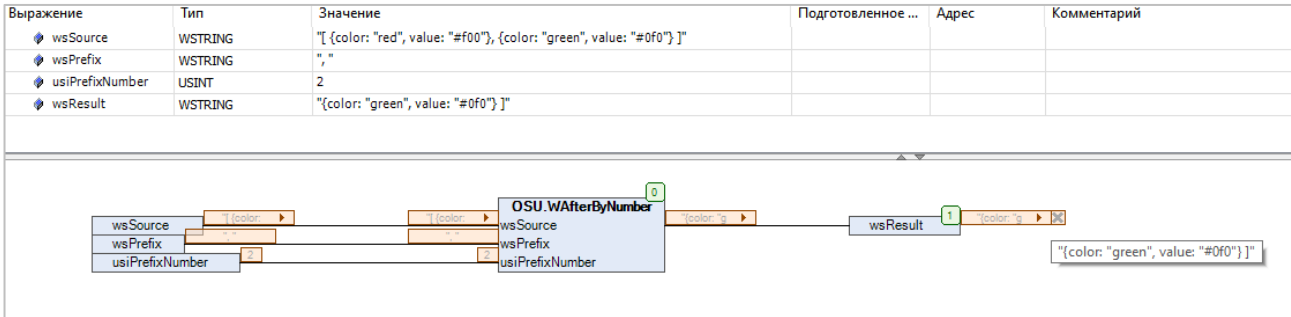 Выражение Тип Значение Подготовленное ... Адрес Комментарий
wsSource WSTRING "[ {color: "red", value: "#f00"}, {color: "green", value: "#0f0"} ]"
wsPrefix WSTRING ", "
usiPrefixNumber USINT 2
wsResult WSTRING "{color: "green", value: "#0f0"} ]"
0
OSU.WAfterByNumber
wsSource "[ {color: "[ {color: wsSource "{color: "g wsResult 1 "{color: "g
wsPrefix ", " ", " wsPrefix
usiPrefixNumber 2 2 usiPrefixNumber
"{color: "green", value: "#0f0"} ]"